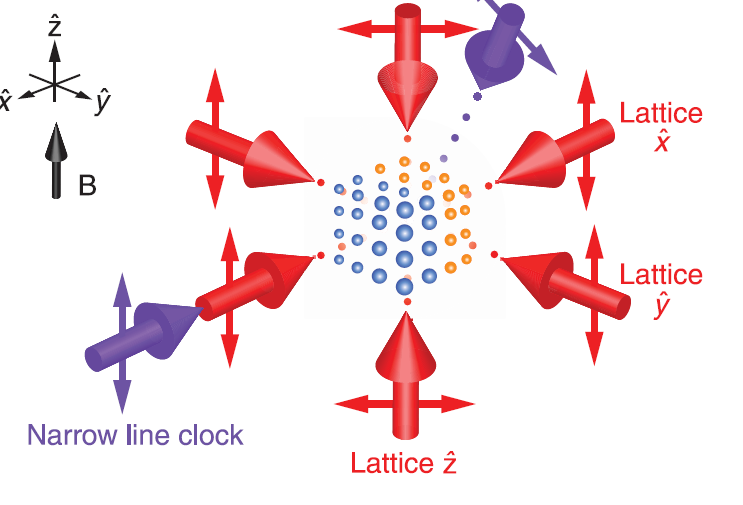 ẑ
x̂
ŷ
B
Lattice
x̂
Lattice
ŷ
Narrow line clock
Lattice ẑ